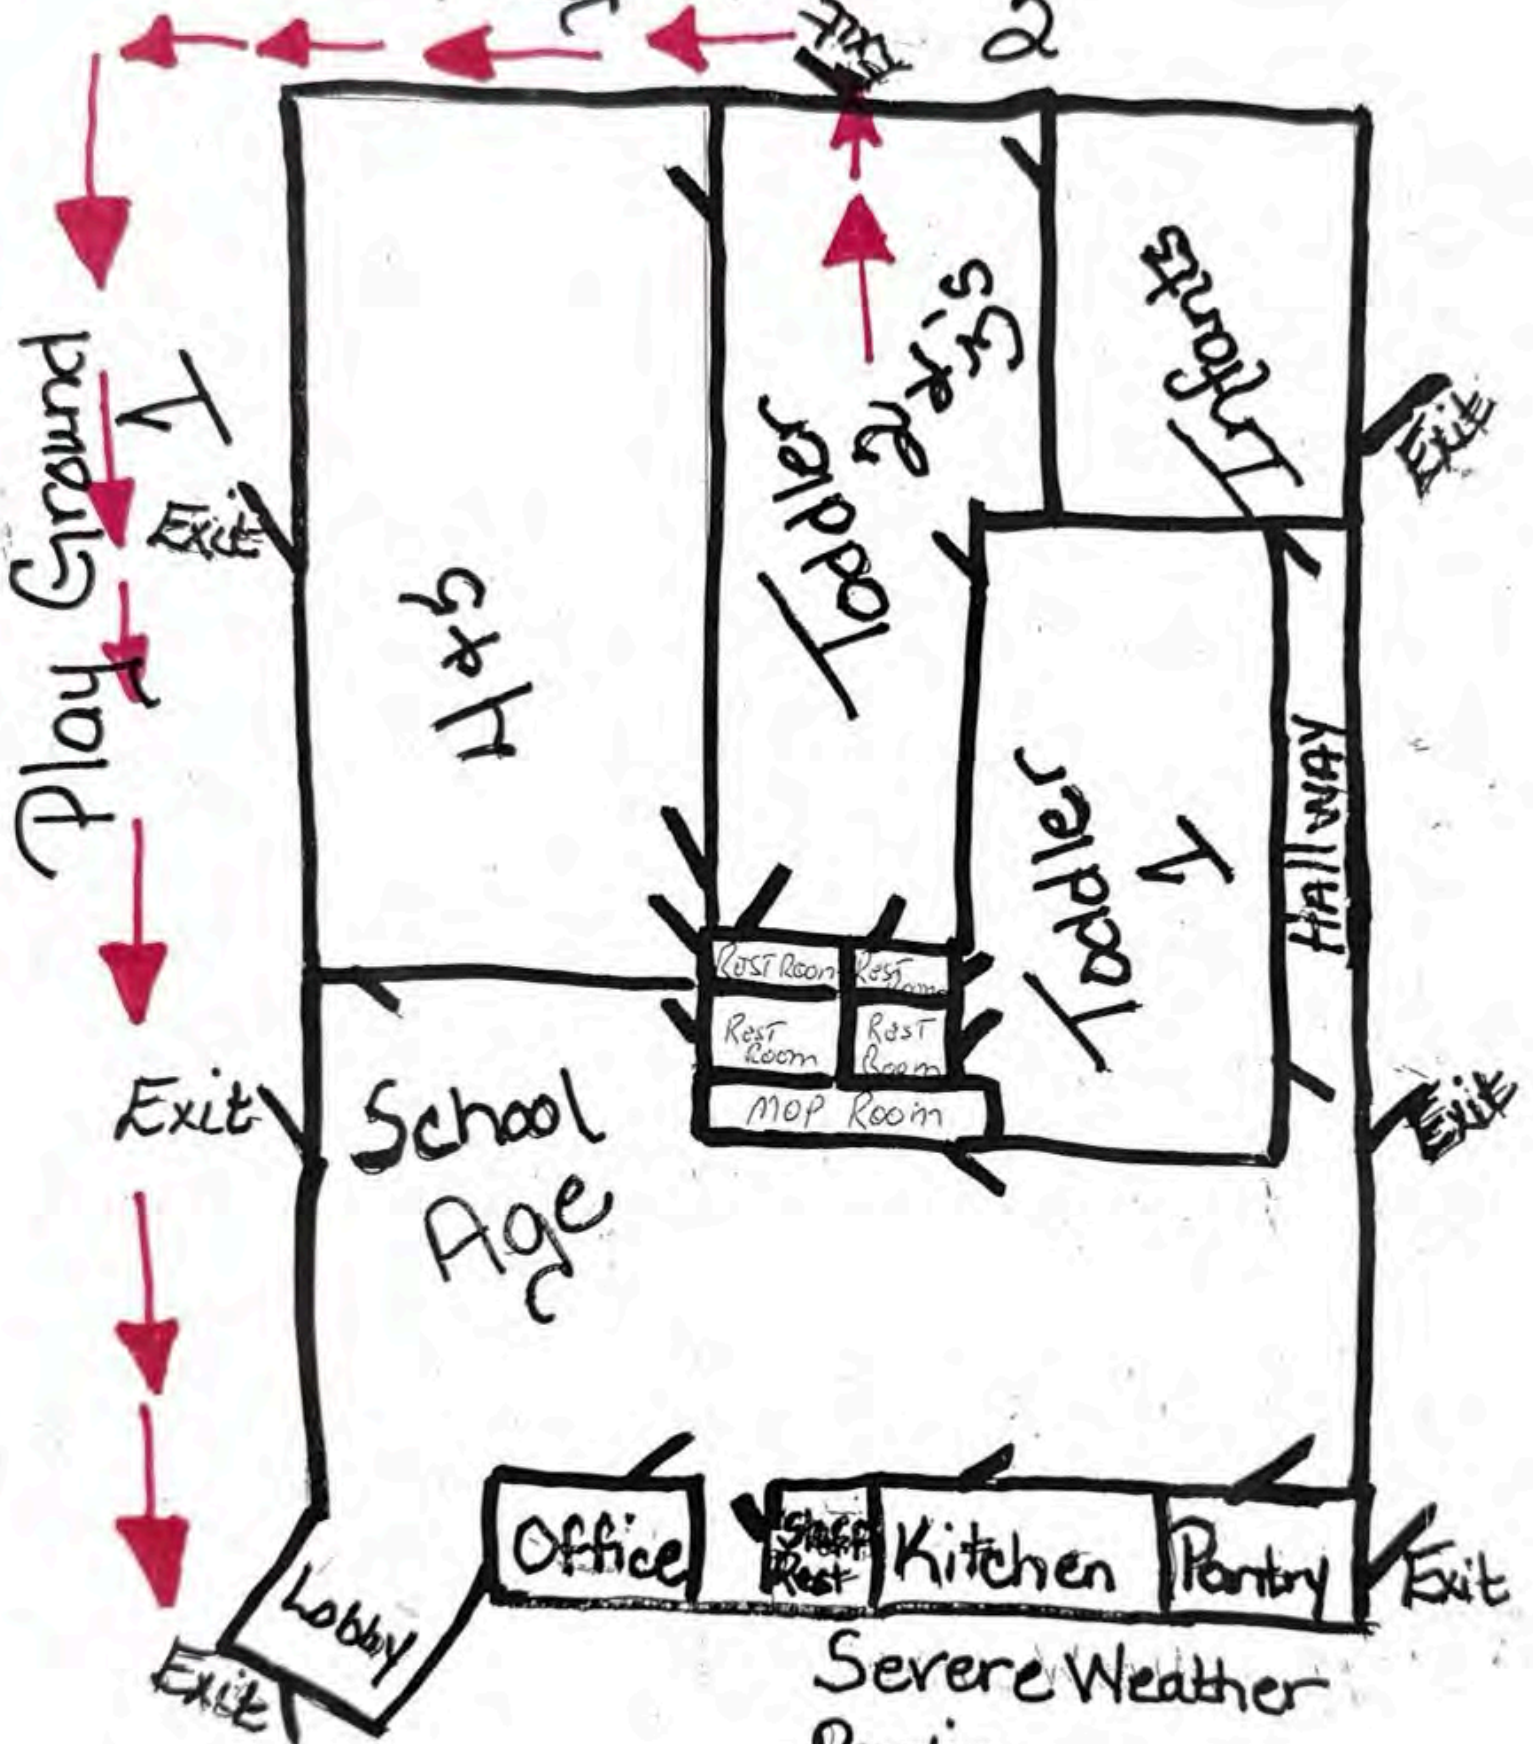 2
Exit
Play Ground
1
Exit
4+5
Toddler
2+3's
Infants
Exit
Toddler
1
HAllWAY
REST Room
Rest Room
Rest
Room
Rest
Room
MOP Room
Exit
School
Age
Exit
Office
Staff
Rest
Kitchen
Pantry
Exit
Lobby
Exit
Severe Weather